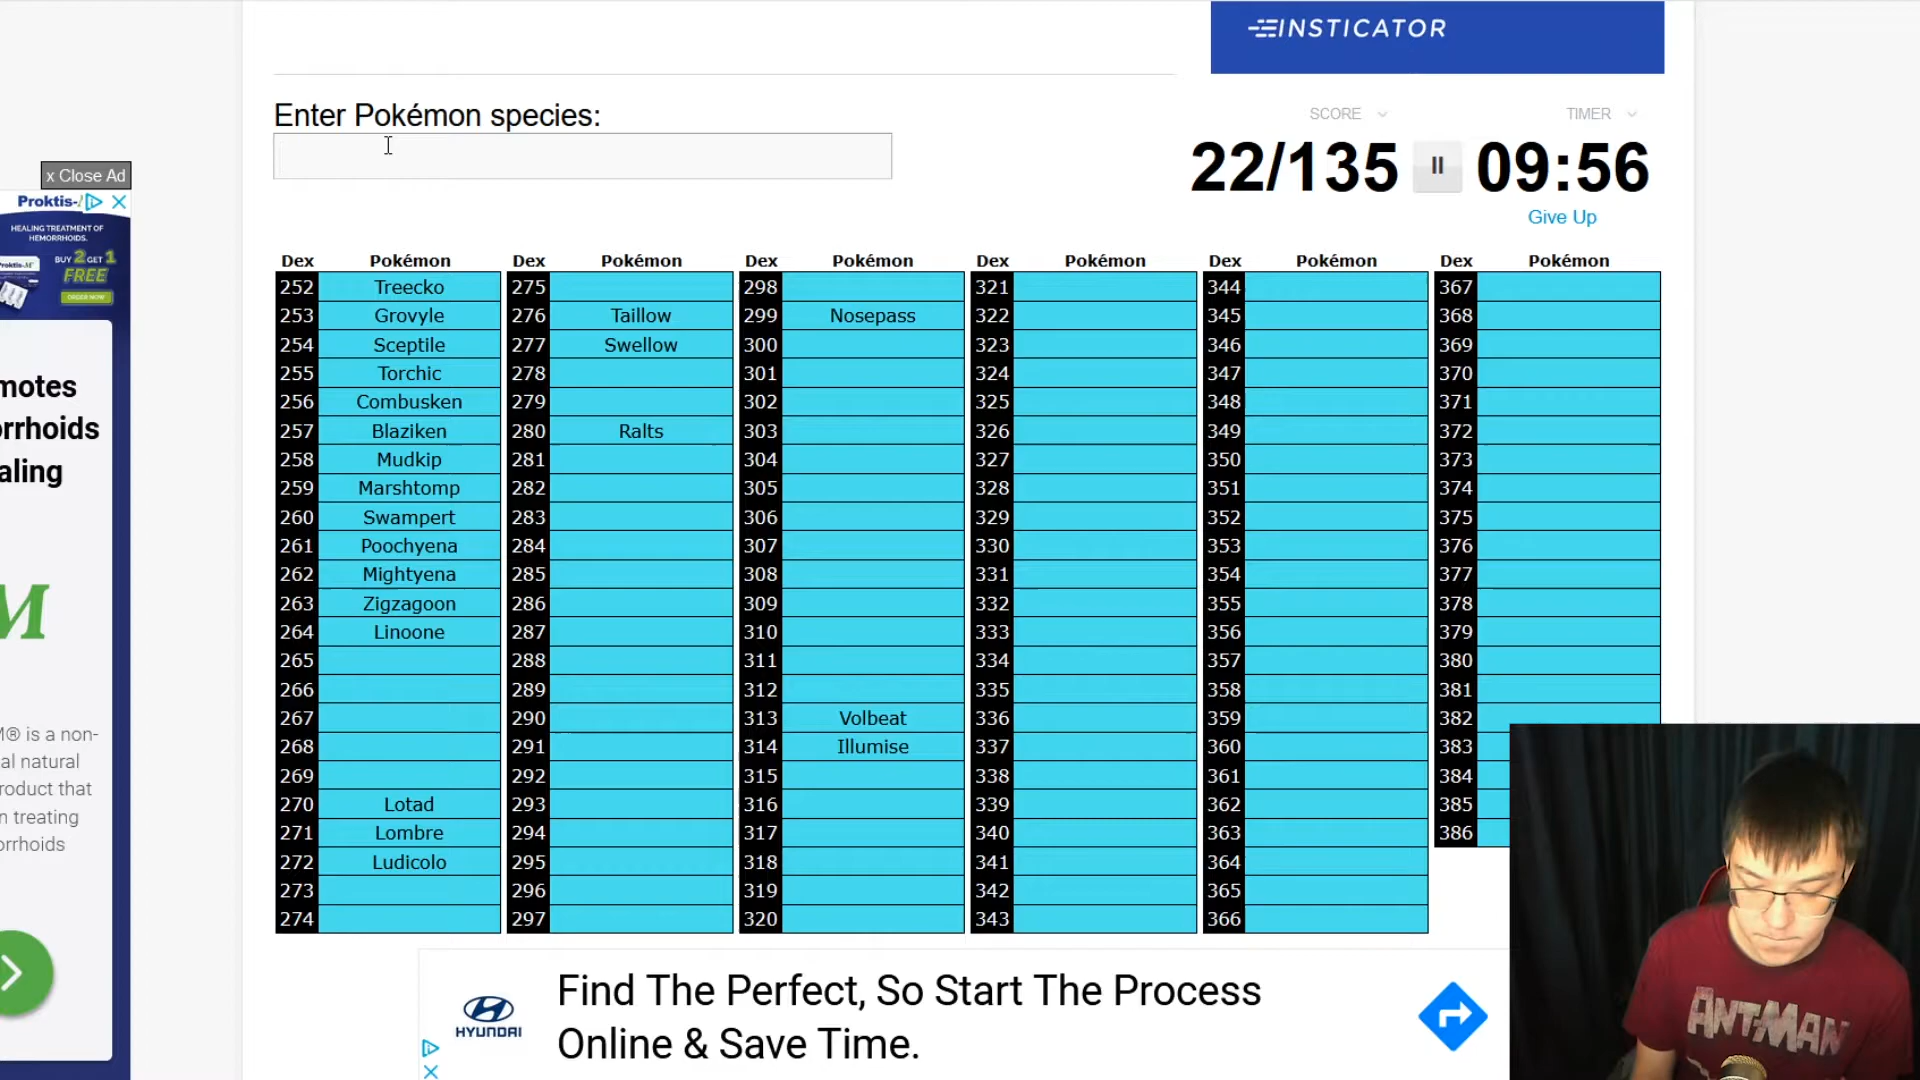 INSTICATOR
Enter Pokémon species:
SCORE
TIMER
22/135
09:56
Give Up
x Close Ad
Proktis-
HEALING TREATMENT OF
HEMORRHOIDS.
Proktis-M
BUY 2 GET 1
FREE
ORDER NOW
motes
orrhoids
aling
M
M® is a non-
al natural
roduct that
n treating
orrhoids
Dex Pokémon Dex Pokémon Dex Pokémon Dex Pokémon Dex Pokémon Dex Pokémon
252 Treecko 275 298 321 344 367
253 Grovyle 276 Taillow 299 Nosepass 322 345 368
254 Sceptile 277 Swellow 300 323 346 369
255 Torchic 278 301 324 347 370
256 Combusken 279 302 325 348 371
257 Blaziken 280 Ralts 303 326 349 372
258 Mudkip 281 304 327 350 373
259 Marshtomp 282 305 328 351 374
260 Swampert 283 306 329 352 375
261 Poochyena 284 307 330 353 376
262 Mightyena 285 308 331 354 377
263 Zigzagoon 286 309 332 355 378
264 Linoone 287 310 333 356 379
265 288 311 334 357 380
266 289 312 335 358 381
267 290 313 Volbeat 336 359 382
268 291 314 Illumise 337 360 383
269 292 315 338 361 384
270 Lotad 293 316 339 362 385
271 Lombre 294 317 340 363 386
272 Ludicolo 295 318 341 364
273 296 319 342 365
274 297 320 343 366
HYUNDAI
Find The Perfect, So Start The Process
Online & Save Time.
ANT-MAN